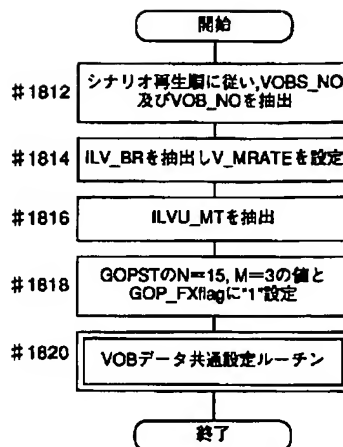 開始
#1812
シナリオ再生順に従い,VOBS_NO
及びVOB_NOを抽出
#1814
ILV_BRを抽出しV_MRATEを設定
#1816
ILVU_MTを抽出
#1818
GOPSTのN=15, M=3の値と
GOP_FXflagに"1"設定
#1820
VOBデータ共通設定ルーチン
終了